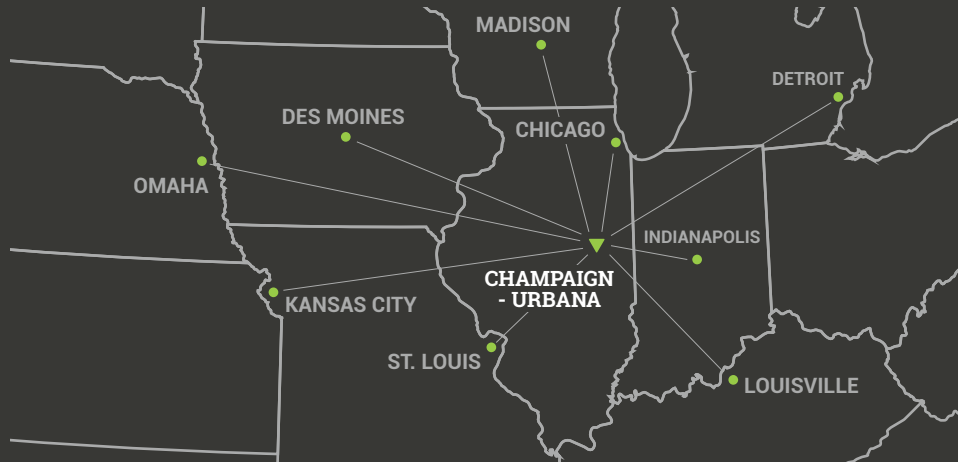 MADISON
DETROIT
DES MOINES
CHICAGO
OMAHA
INDIANAPOLIS
CHAMPAIGN
- URBANA
KANSAS CITY
ST. LOUIS
LOUISVILLE